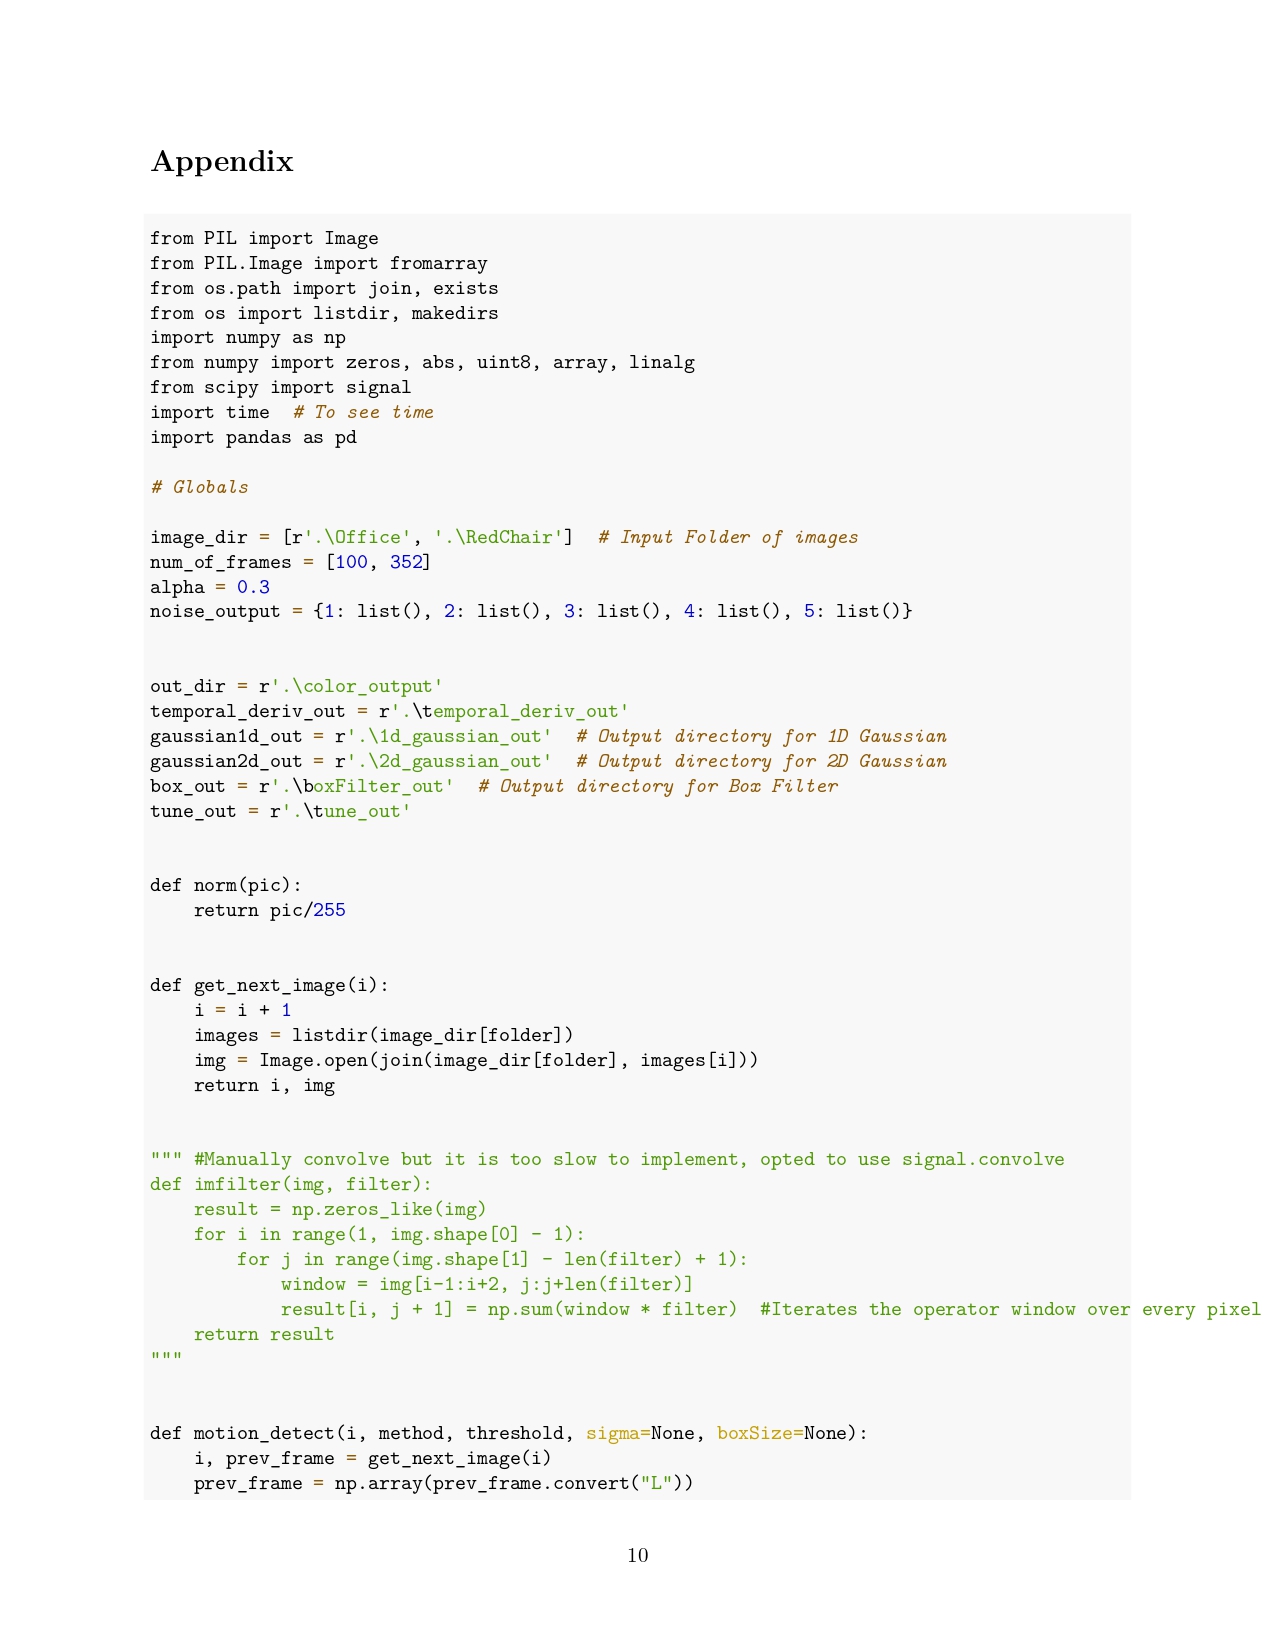 Appendix
from PIL import Image
from PIL.Image import fromarray
from os.path import join, exists
from os import listdir, makedirs
import numpy as np
from numpy import zeros, abs, uint8, array, linalg
from scipy import signal
import time  # To see time
import pandas as pd
# Globals
image_dir = [r'.\Office', '.\RedChair']  # Input Folder of images
num_of_frames = [100, 352]
alpha = 0.3
noise_output = {1: list(), 2: list(), 3: list(), 4: list(), 5: list()}
out_dir = r'.\color_output'
temporal_deriv_out = r'.\temporal_deriv_out'
gaussian1d_out = r'.\1d_gaussian_out'  # Output directory for 1D Gaussian
gaussian2d_out = r'.\2d_gaussian_out'  # Output directory for 2D Gaussian
box_out = r'.\boxFilter_out'  # Output directory for Box Filter
tune_out = r'.\tune_out'
def norm(pic):
    return pic/255
def get_next_image(i):
    i = i + 1
    images = listdir(image_dir[folder])
    img = Image.open(join(image_dir[folder], images[i]))
    return i, img
""" #Manually convolve but it is too slow to implement, opted to use signal.convolve
def imfilter(img, filter):
    result = np.zeros_like(img)
    for i in range(1, img.shape[0] - 1):
        for j in range(img.shape[1] - len(filter) + 1):
            window = img[i-1:i+2, j:j+len(filter)]
            result[i, j + 1] = np.sum(window * filter)  #Iterates the operator window over every pixel
    return result
"""
def motion_detect(i, method, threshold, sigma=None, boxSize=None):
    i, prev_frame = get_next_image(i)
    prev_frame = np.array(prev_frame.convert("L"))
10